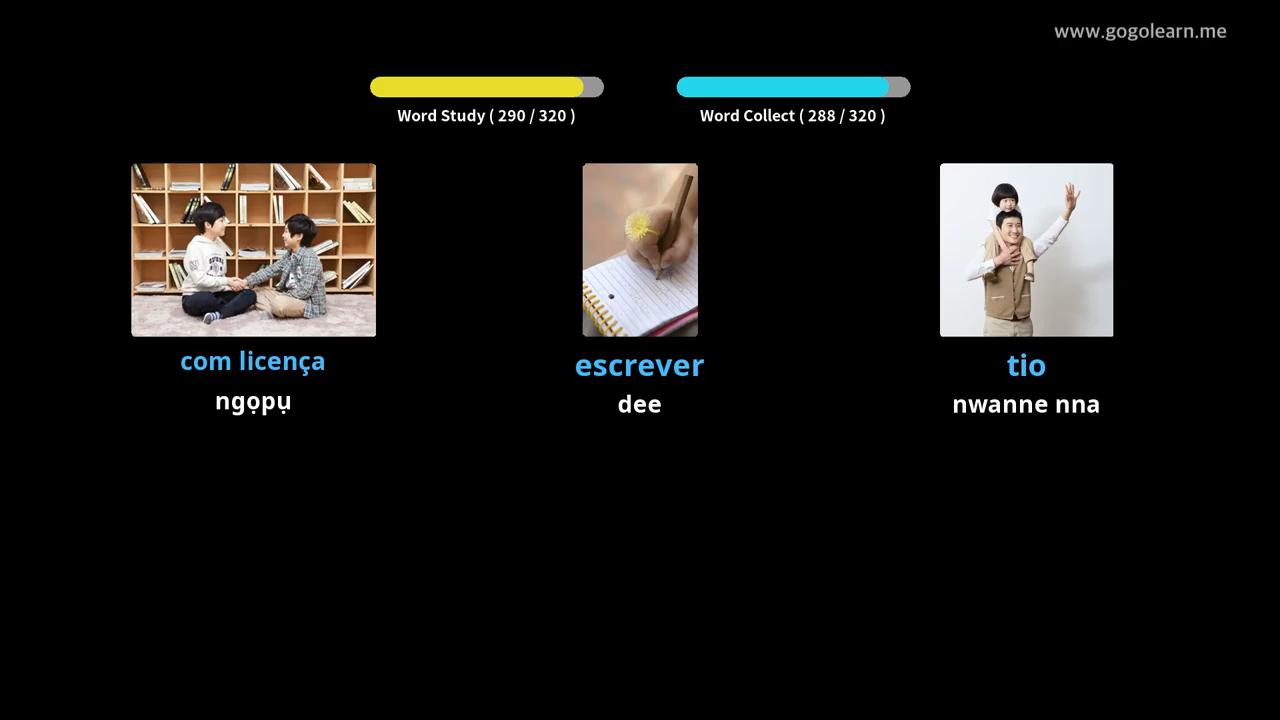 www.gogolearn.me
Word Study ( 290 / 320 )
Word Collect ( 288 / 320 )
com licença
ngọpụ
escrever
dee
tio
nwanne nna